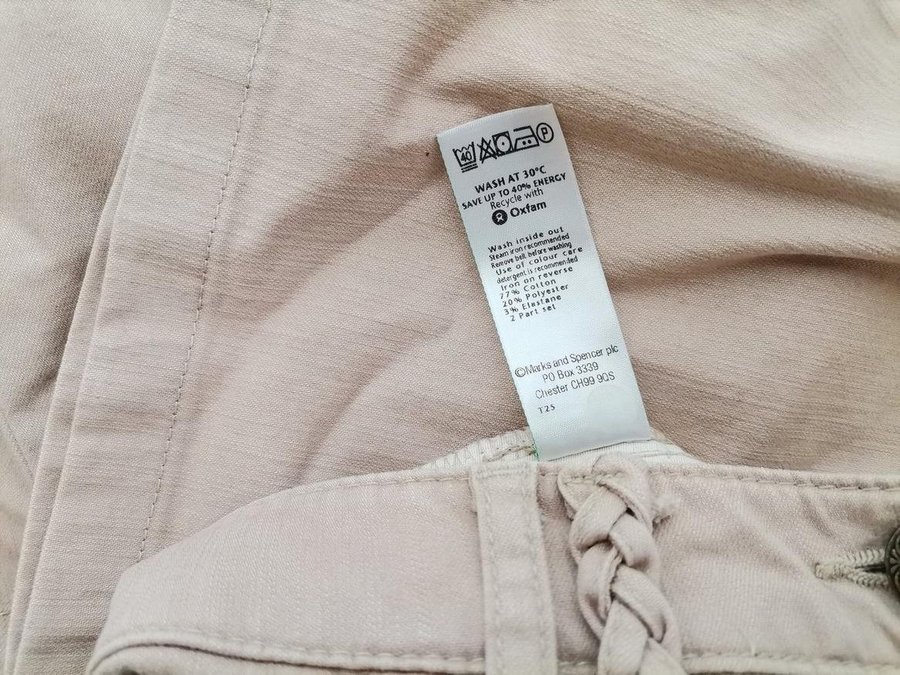 40 P
WASH AT 30°C
SAVE UP TO 40% ENERGY
Recycle with
Oxfam
Wash inside out
Steam iron recommended
Remove belt before washing
Use of colour care
detergent is recommended
Iron on reverse
77% Cotton
20% Polyester
3% Elastane
2 Part set
©Marks and Spencer plc
PO Box 3339
Chester CH99 9QS
T25